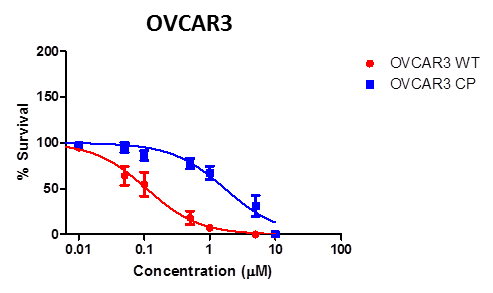 OVCAR3
200
150
100
50
0
% Survival
0.01 0.1 1 10 100
Concentration (μM)
OVCAR3 WT
OVCAR3 CP